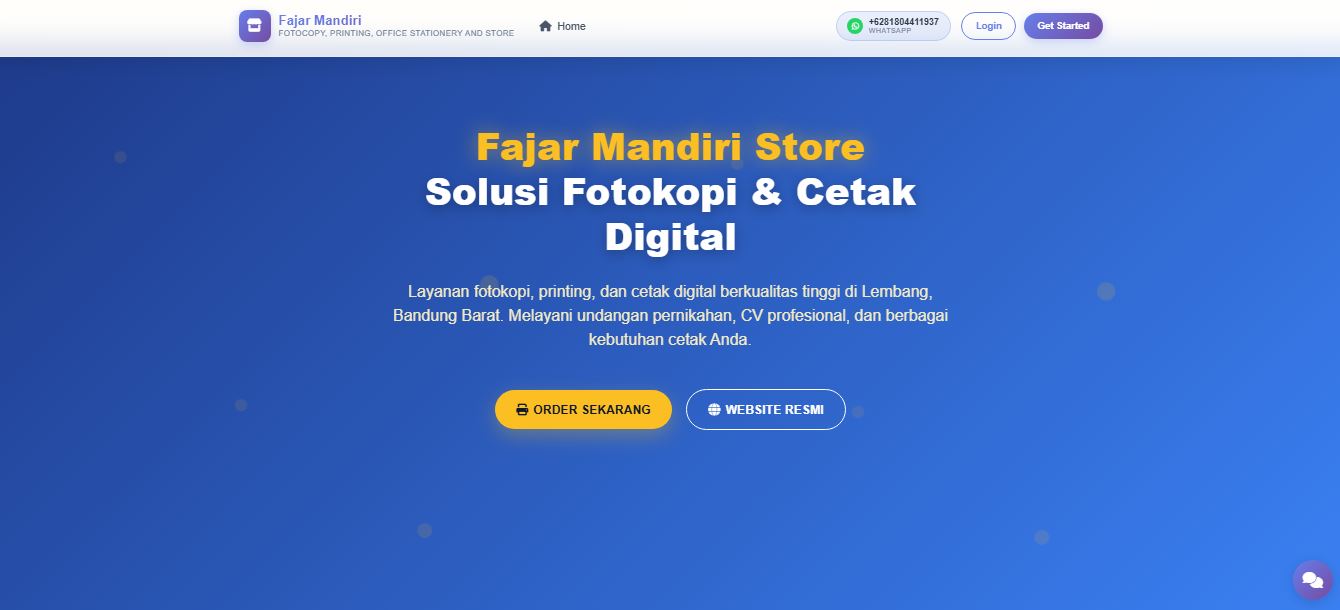 Fajar Mandiri
FOTOCOPY, PRINTING, OFFICE STATIONERY AND STORE
Home
+6281804411937
WHATSAPP
Login
Get Started
Fajar Mandiri Store
Solusi Fotokopi & Cetak
Digital
Layanan fotokopi, printing, dan cetak digital berkualitas tinggi di Lembang,
Bandung Barat. Melayani undangan pernikahan, CV profesional, dan berbagai
kebutuhan cetak Anda.
ORDER SEKARANG
WEBSITE RESMI